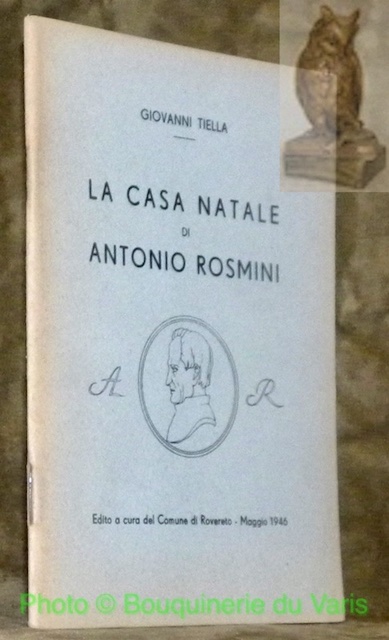 GIOVANNI TIELLA
LA CASA NATALE
DI
ANTONIO ROSMINI
A R
Edito a cura del Comune di Rovereto - Maggio 1946
Photo © Bouquinerie du Varis